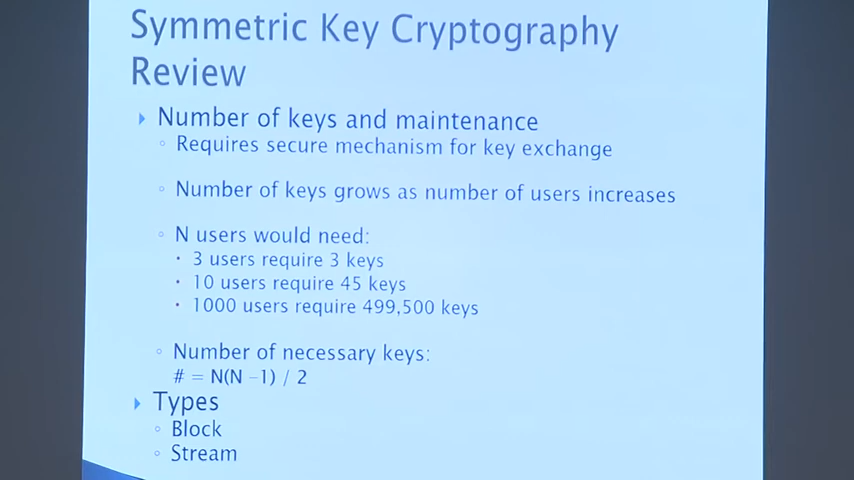 Symmetric Key Cryptography
Review
Number of keys and maintenance
Requires secure mechanism for key exchange
Number of keys grows as number of users increases
N users would need:
3 users require 3 keys
10 users require 45 keys
1000 users require 499,500 keys
Number of necessary keys:
# = N(N –1) / 2
Types
Block
Stream